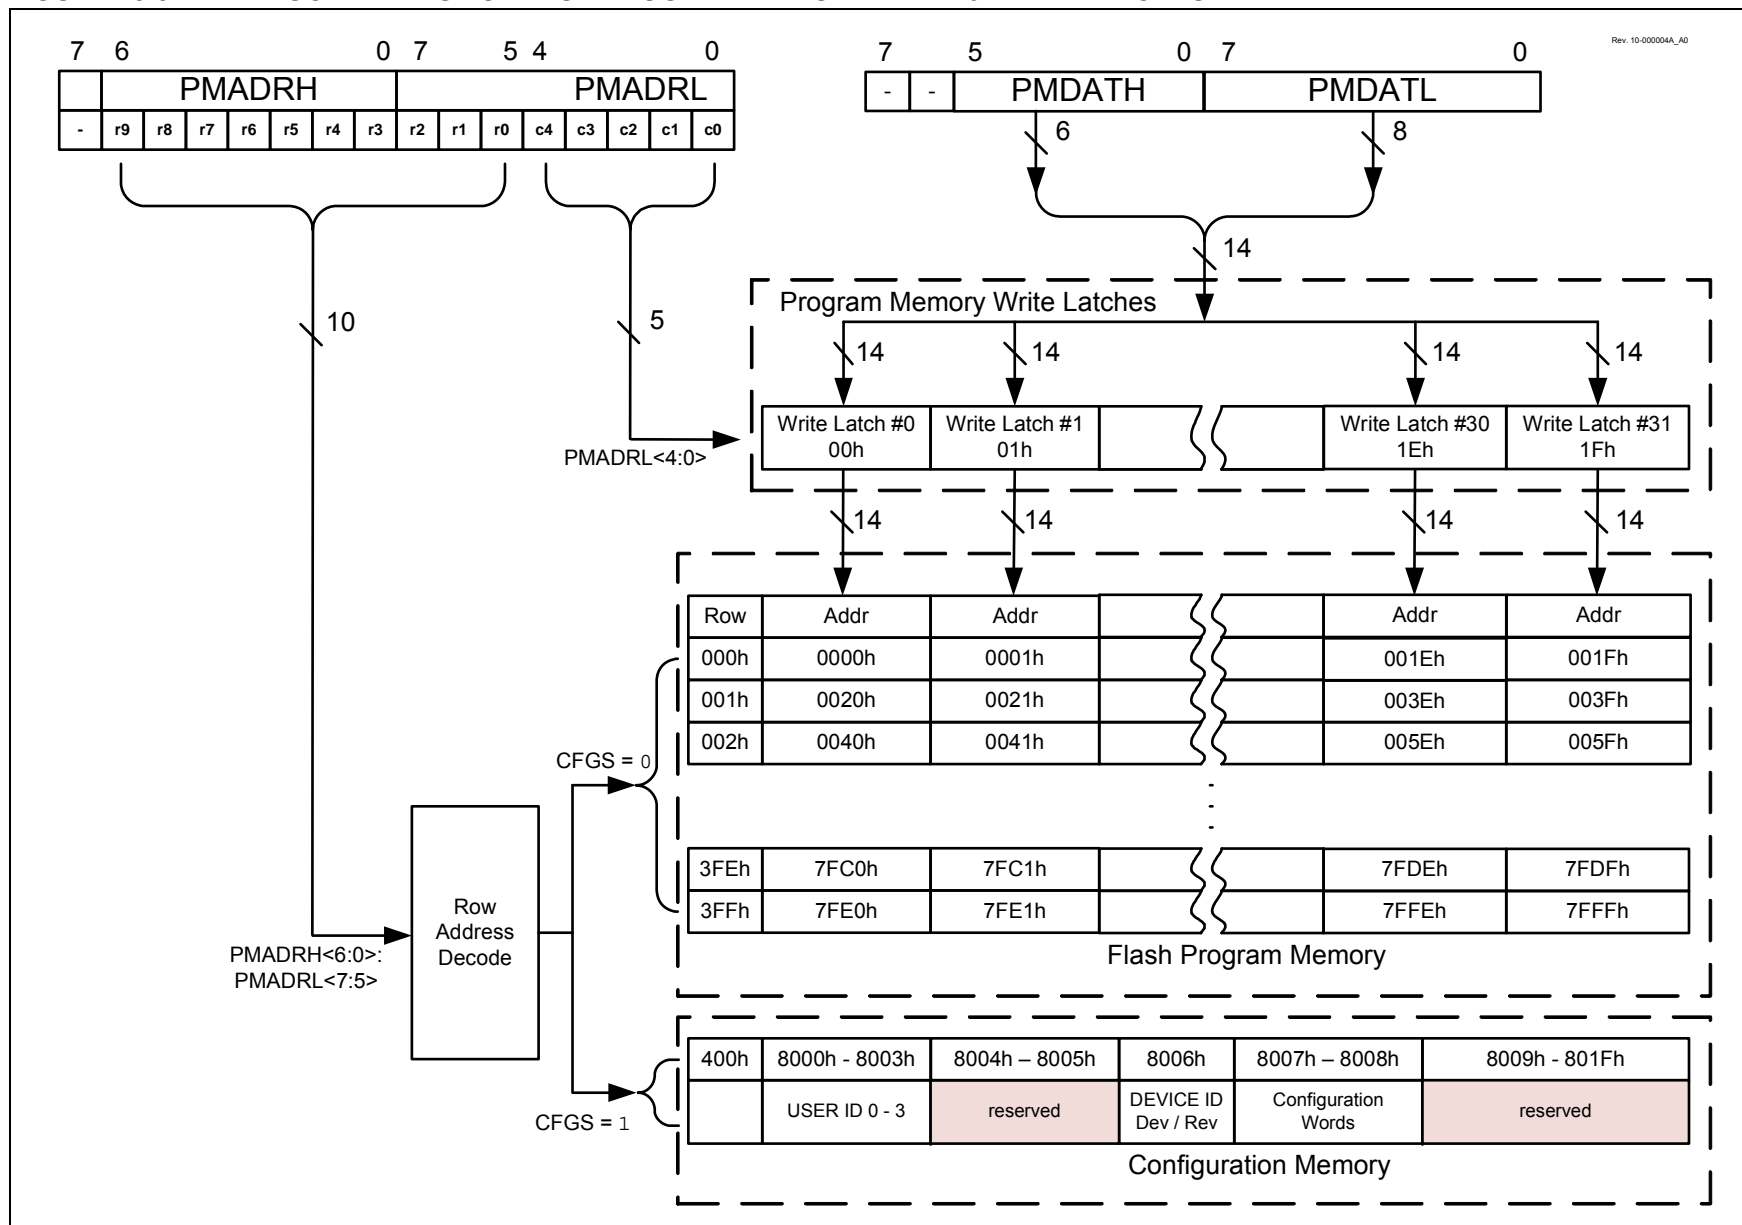 7 6 0 7 5 4 0
7 5 0 7 0
Rev. 10-000004A_A0
PMADRH PMADRL
- - PMDATH PMDATL
- r9 r8 r7 r6 r5 r4 r3 r2 r1 r0 c4 c3 c2 c1 c0
6 8
14
Program Memory Write Latches
10 5
14 14 14 14
Write Latch #0 Write Latch #1 Write Latch #30 Write Latch #31
00h 01h 1Eh 1Fh
PMADRL<4:0>
14 14 14 14
Row Addr Addr Addr Addr
000h 0000h 0001h 001Eh 001Fh
001h 0020h 0021h 003Eh 003Fh
002h 0040h 0041h 005Eh 005Fh
CFGS = 0
3FEh 7FC0h 7FC1h 7FDEh 7FDFh
3FFh 7FE0h 7FE1h 7FFEh 7FFFh
Row
Address
Decode
PMADRH<6:0>:
PMADRL<7:5>
Flash Program Memory
400h 8000h - 8003h 8004h – 8005h 8006h 8007h – 8008h 8009h - 801Fh
USER ID 0 - 3 reserved DEVICE ID Configuration reserved
Dev / Rev Words
CFGS = 1
Configuration Memory